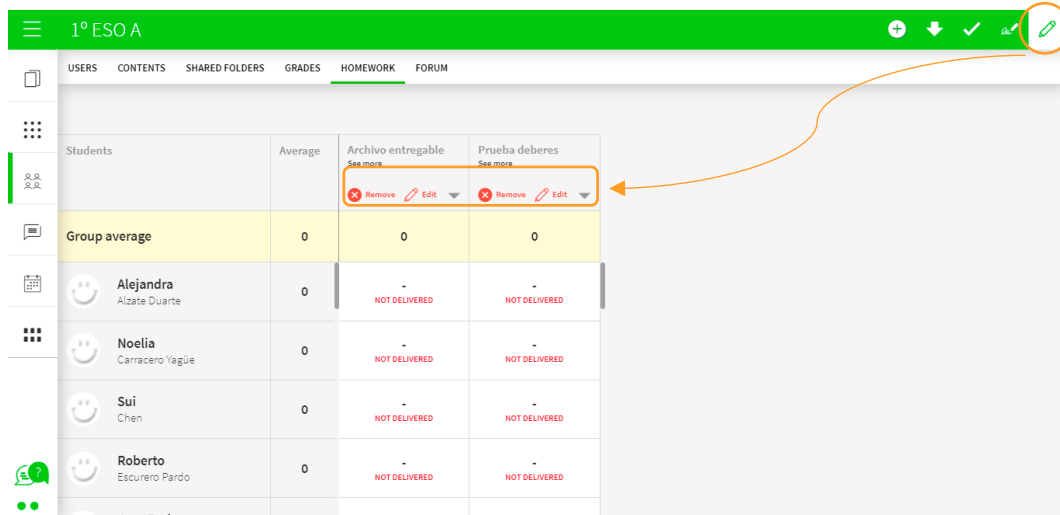 1º ESO A
USERS CONTENTS SHARED FOLDERS GRADES HOMEWORK FORUM
Students Average Archivo entregable Prueba deberes
See more See more
Remove Edit Remove Edit
Group average 0 0 0
Alejandra
Alzate Duarte 0 - -
NOT DELIVERED NOT DELIVERED
Noelia
Carracero Yagüe 0 - -
NOT DELIVERED NOT DELIVERED
Sui
Chen 0 - -
NOT DELIVERED NOT DELIVERED
Roberto
Escurero Pardo 0 - -
NOT DELIVERED NOT DELIVERED
?